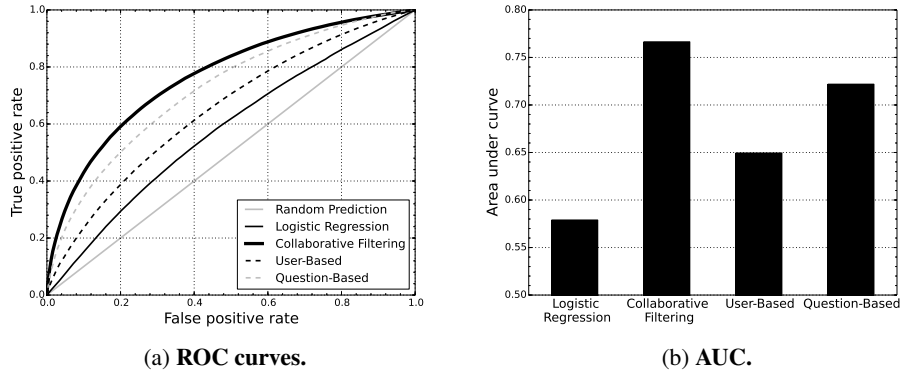 1.0
0.8
0.6
0.4
0.2
0.0
True positive rate
0.0 0.2 0.4 0.6 0.8 1.0
False positive rate
Random Prediction
Logistic Regression
Collaborative Filtering
User-Based
Question-Based
(a) ROC curves.
0.80
0.75
0.70
0.65
0.60
0.55
0.50
Area under curve
Logistic Regression
Collaborative Filtering
User-Based
Question-Based
(b) AUC.